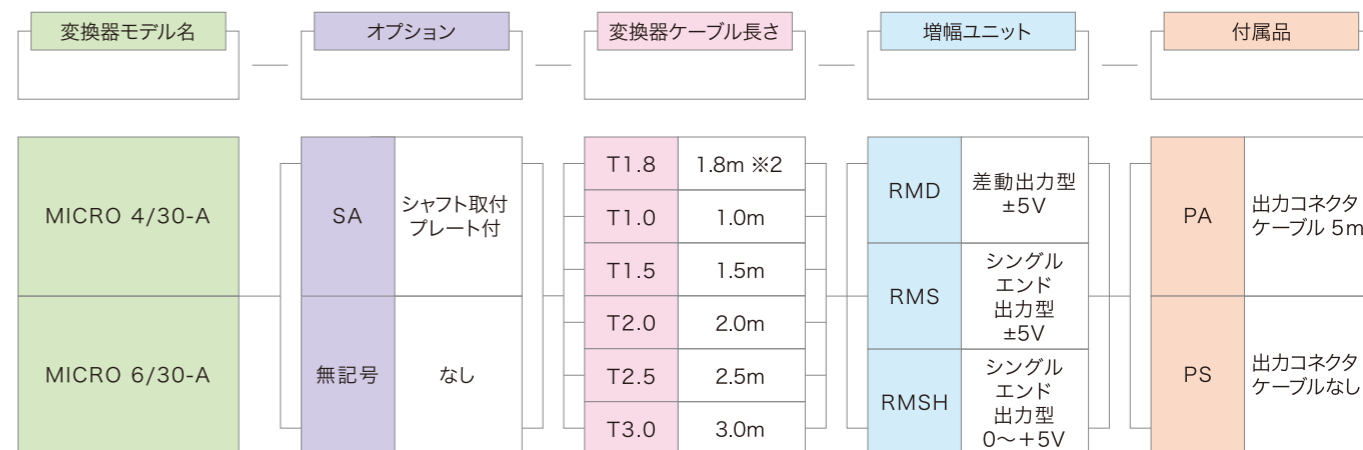 変換器モデル名
オプション
変換器ケーブル長さ
増幅ユニット
付属品
MICRO 4/30-A
MICRO 6/30-A
SA
シャフト取付
プレート付
無記号
なし
T1.8
1.8m ※2
T1.0
1.0m
T1.5
1.5m
T2.0
2.0m
T2.5
2.5m
T3.0
3.0m
RMD
差動出力型
±5V
RMS
シングル
エンド
出力型
±5V
RMSH
シングル
エンド
出力型
0～+5V
PA
出力コネクタ
ケーブル 5m
PS
出力コネクタ
ケーブルなし